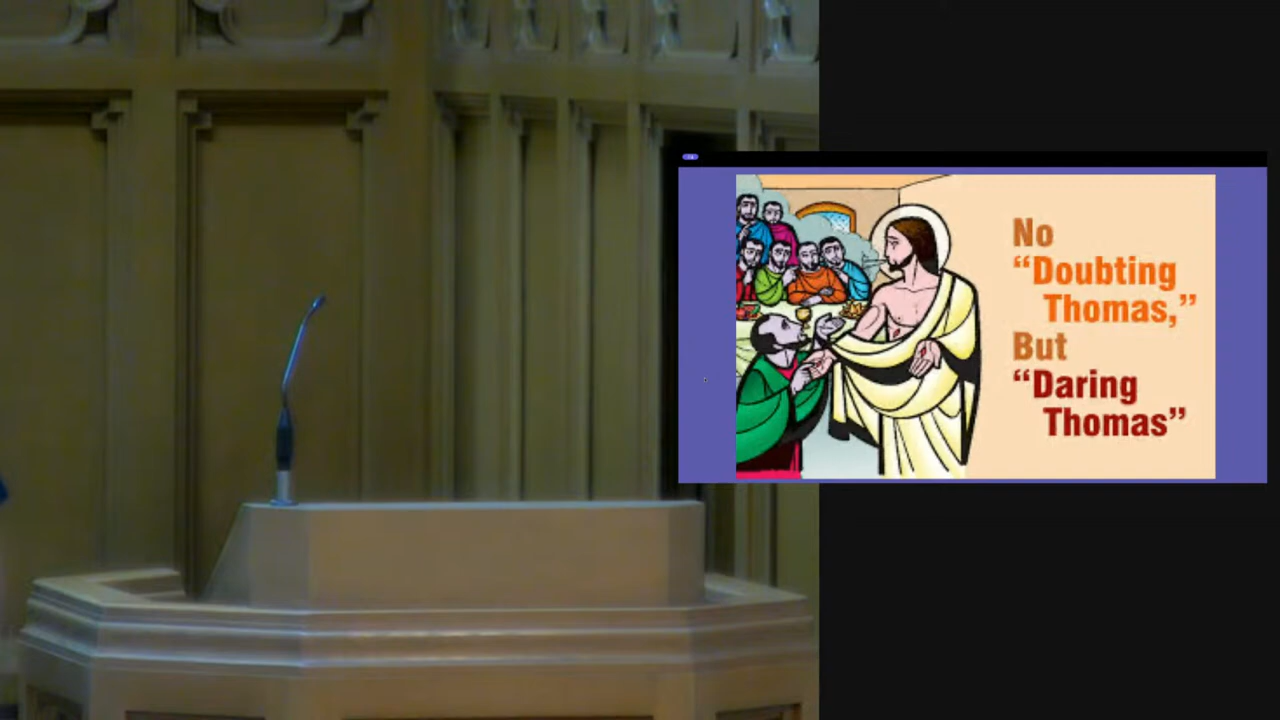 No
“Doubting
Thomas,”
But
“Daring
Thomas”